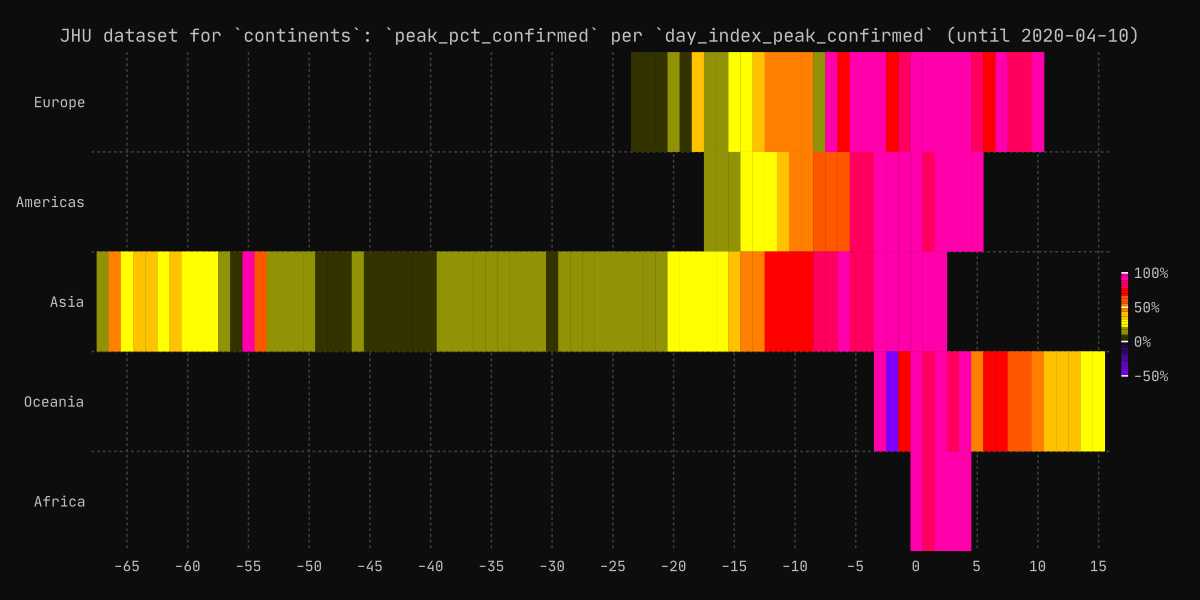 JHU dataset for `continents`: `peak_pct_confirmed` per `day_index_peak_confirmed` (until 2020-04-10)
Europe
Americas
Asia
Oceania
Africa
100%
50%
0%
-50%
-65 -60 -55 -50 -45 -40 -35 -30 -25 -20 -15 -10 -5 0 5 10 15